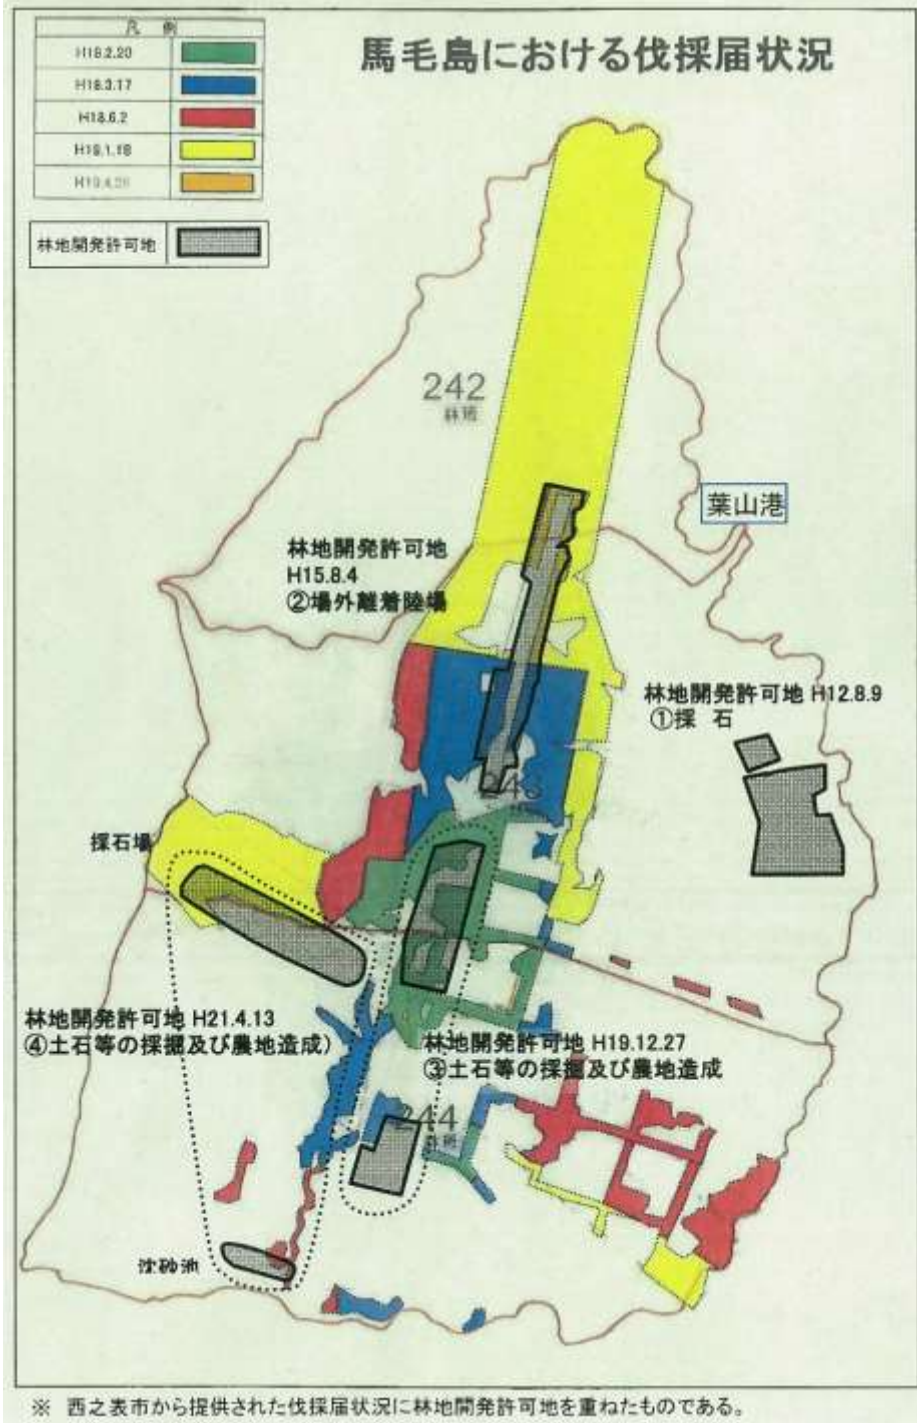 馬毛島における伐採届状況
凡 例
H18.2.20
H18.3.17
H18.6.2
H19.1.18
H19.4.26
林地開発許可地
242
林班
葉山港
林地開発許可地
H15.8.4
②場外離着陸場
林地開発許可地 H12.8.9
①採 石
243
採石場
林地開発許可地 H21.4.13
④土石等の採掘及び農地造成)
林地開発許可地 H19.12.27
③土石等の採掘及び農地造成
244
林班
沈砂池
※ 西之表市から提供された伐採届状況に林地開発許可地を重ねたものである。